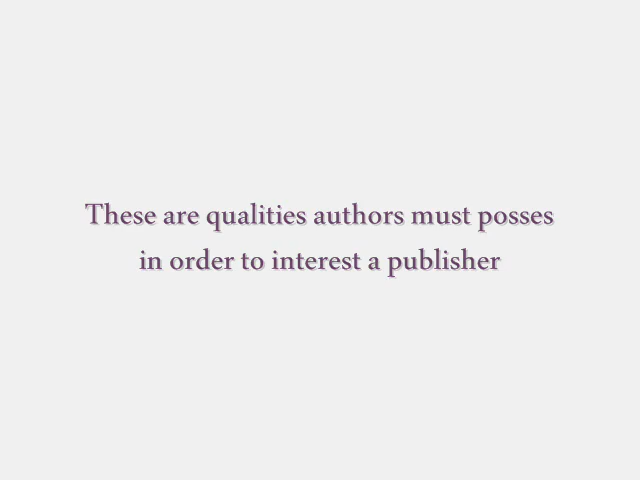 These are qualities authors must posses
in order to interest a publisher